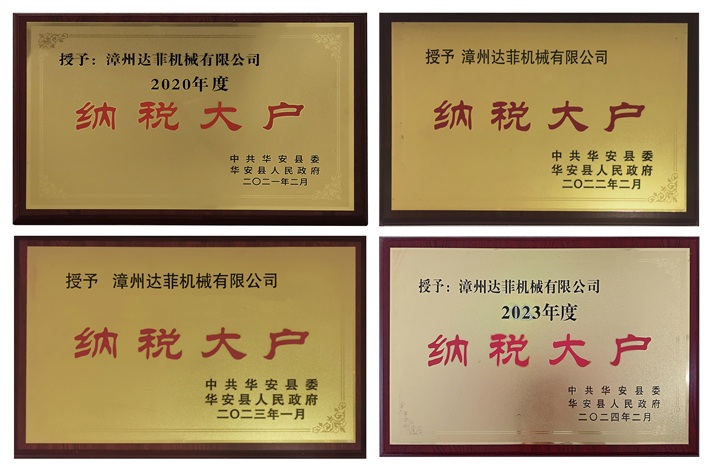 授予：漳州达菲机械有限公司
2020年度
纳税大户
中共华安县委
华安县人民政府
二〇二一年二月
授予 漳州达菲机械有限公司
纳税大户
中共华安县委
华安县人民政府
二〇二二年二月
授予 漳州达菲机械有限公司
纳税大户
中共华安县委
华安县人民政府
二〇二三年一月
授予：漳州达菲机械有限公司
2023年度
纳税大户
中共华安县委
华安县人民政府
二〇二四年二月